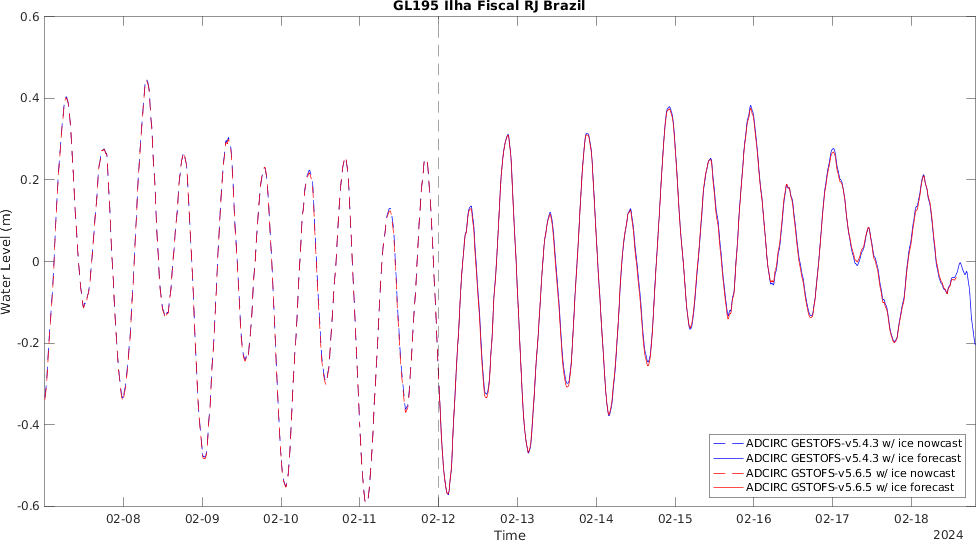 GL195 Ilha Fiscal RJ Brazil
0.6
0.4
0.2
0
-0.2
-0.4
-0.6
Water Level (m)
ADCIRC GESTOFS-v5.4.3 w/ ice nowcast
ADCIRC GESTOFS-v5.4.3 w/ ice forecast
ADCIRC GSTOFS-v5.6.5 w/ ice nowcast
ADCIRC GSTOFS-v5.6.5 w/ ice forecast
02-08 02-09 02-10 02-11 02-12 02-13 02-14 02-15 02-16 02-17 02-18
Time
2024